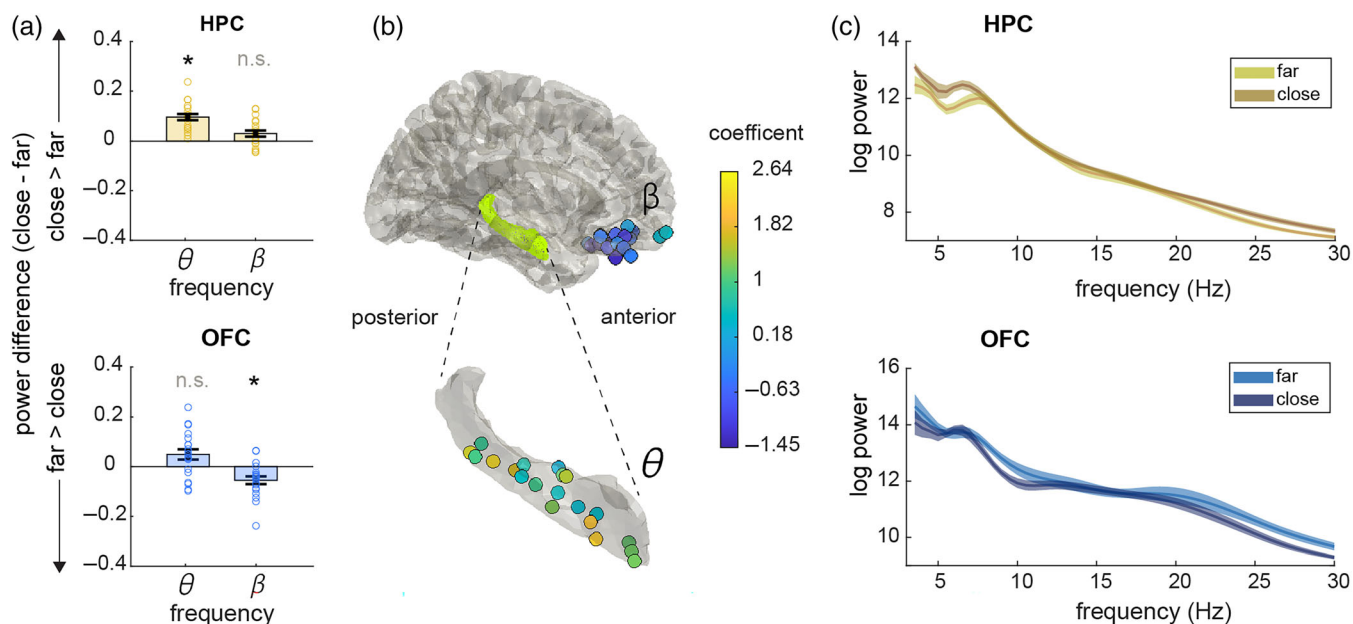 (a)
HPC
0.4
0.2
0
–0.2
–0.4
*
n.s.
θ
β
frequency
OFC
0.4
0.2
0
–0.2
–0.4
n.s.
*
θ
β
frequency
power difference (close - far)
far > close
close > far
(b)
β
posterior
anterior
θ
coefficent
2.64
1.82
1
0.18
–0.63
–1.45
(c)
HPC
14
12
10
8
log power
far
close
5
10
15
20
25
30
frequency (Hz)
OFC
16
14
12
10
log power
far
close
5
10
15
20
25
30
frequency (Hz)